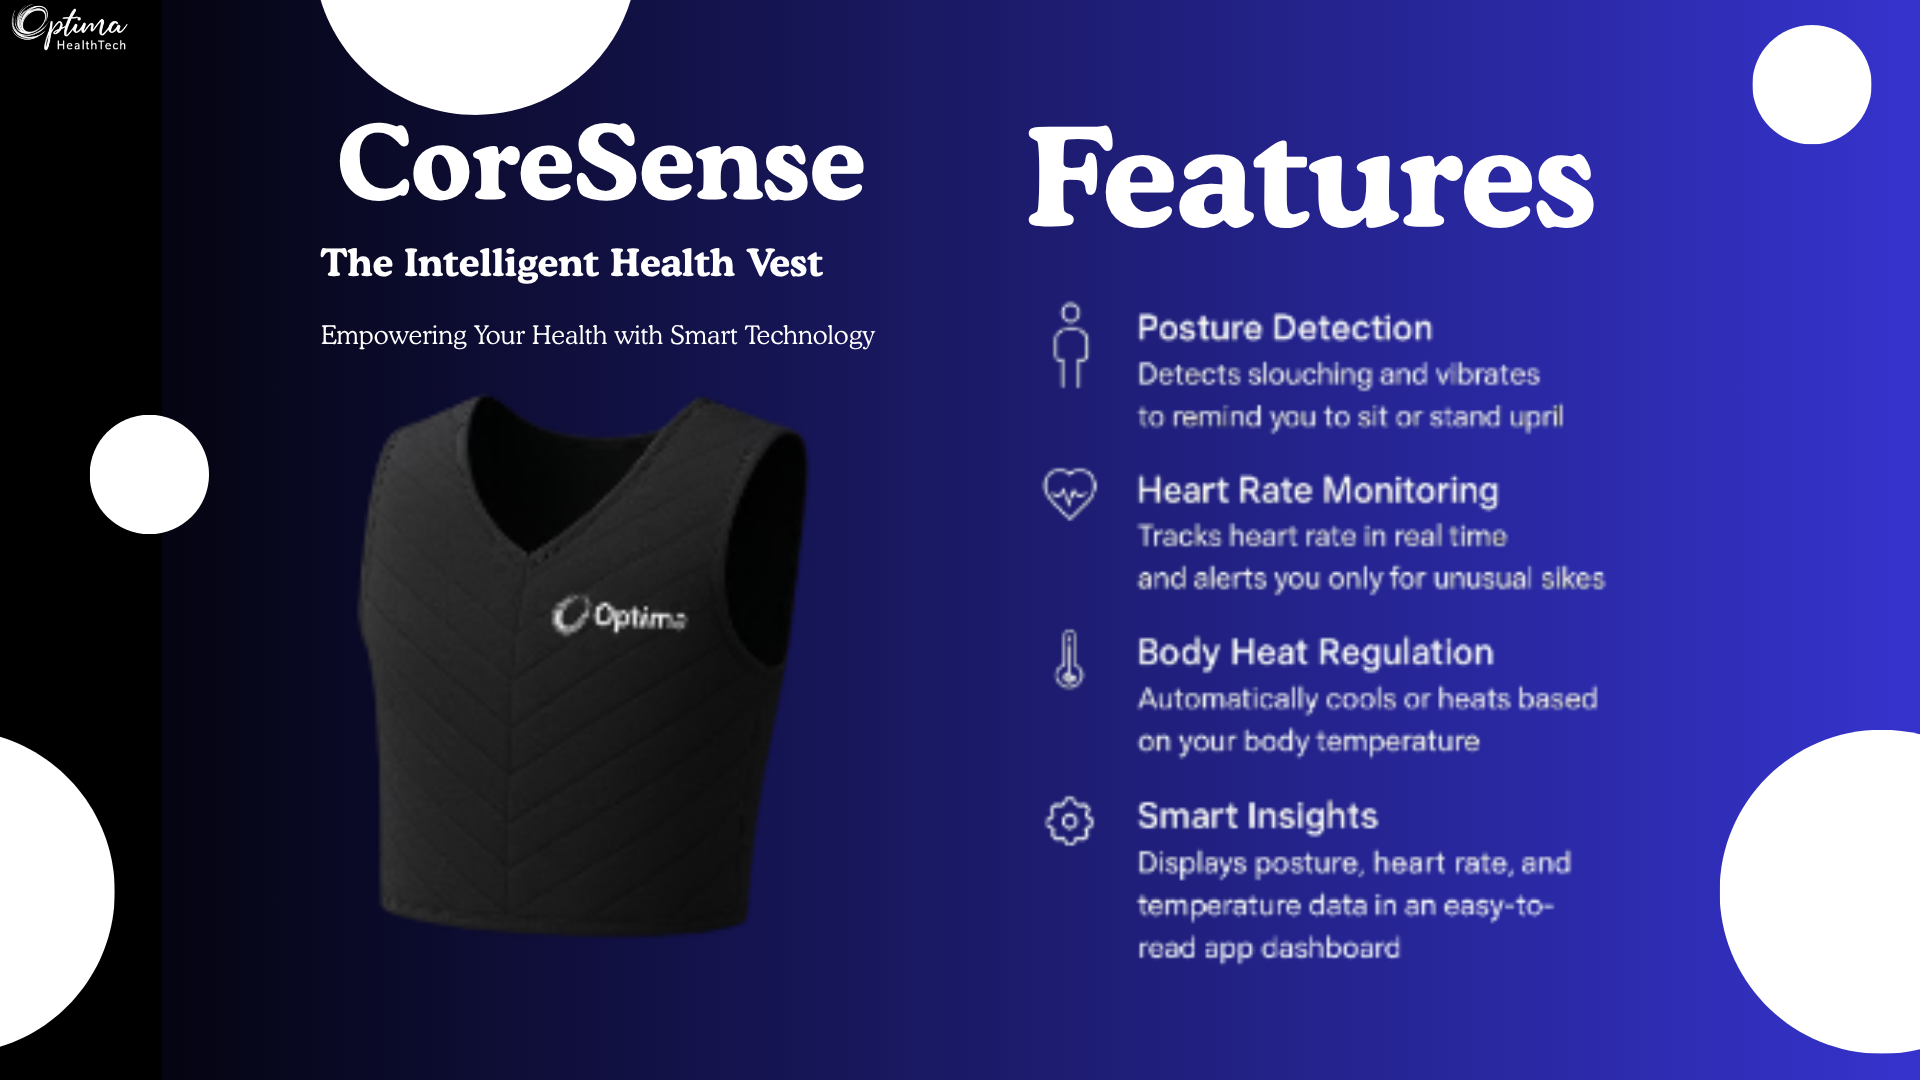 Optima
HealthTech
CoreSense
The Intelligent Health Vest
Empowering Your Health with Smart Technology
Optima
Features
Posture Detection
Detects slouching and vibrates
to remind you to sit or stand upril
Heart Rate Monitoring
Tracks heart rate in real time
and alerts you only for unusual sikes
Body Heat Regulation
Automatically cools or heats based
on your body temperature
Smart Insights
Displays posture, heart rate, and
temperature data in an easy-to-
read app dashboard